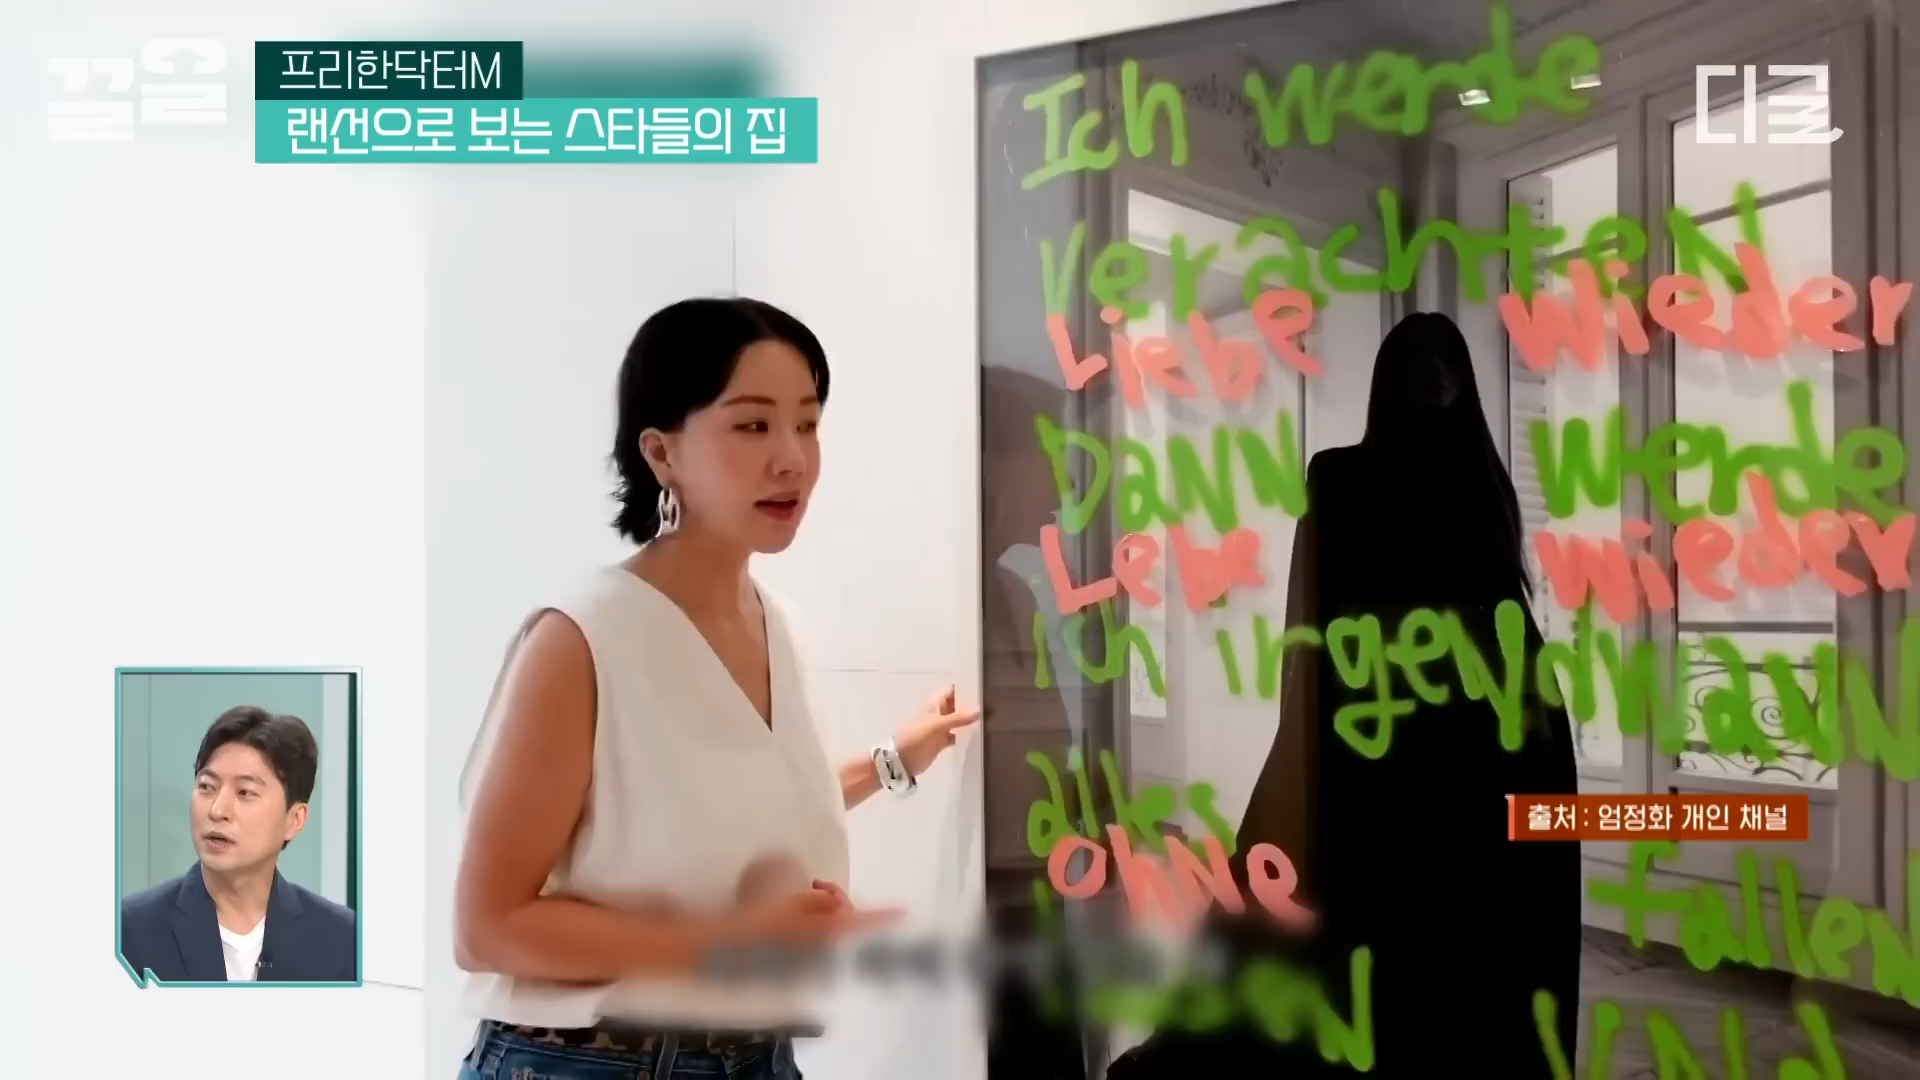 끌올
프리한닥터M
랜선으로 보는 스타들의 집
디글
Ich werde
verachten
Liebe wieder
Dann werde
Lebe wieder
ich irgendwann
alles
ohne
fallen
und
출처 : 엄정화 개인 채널